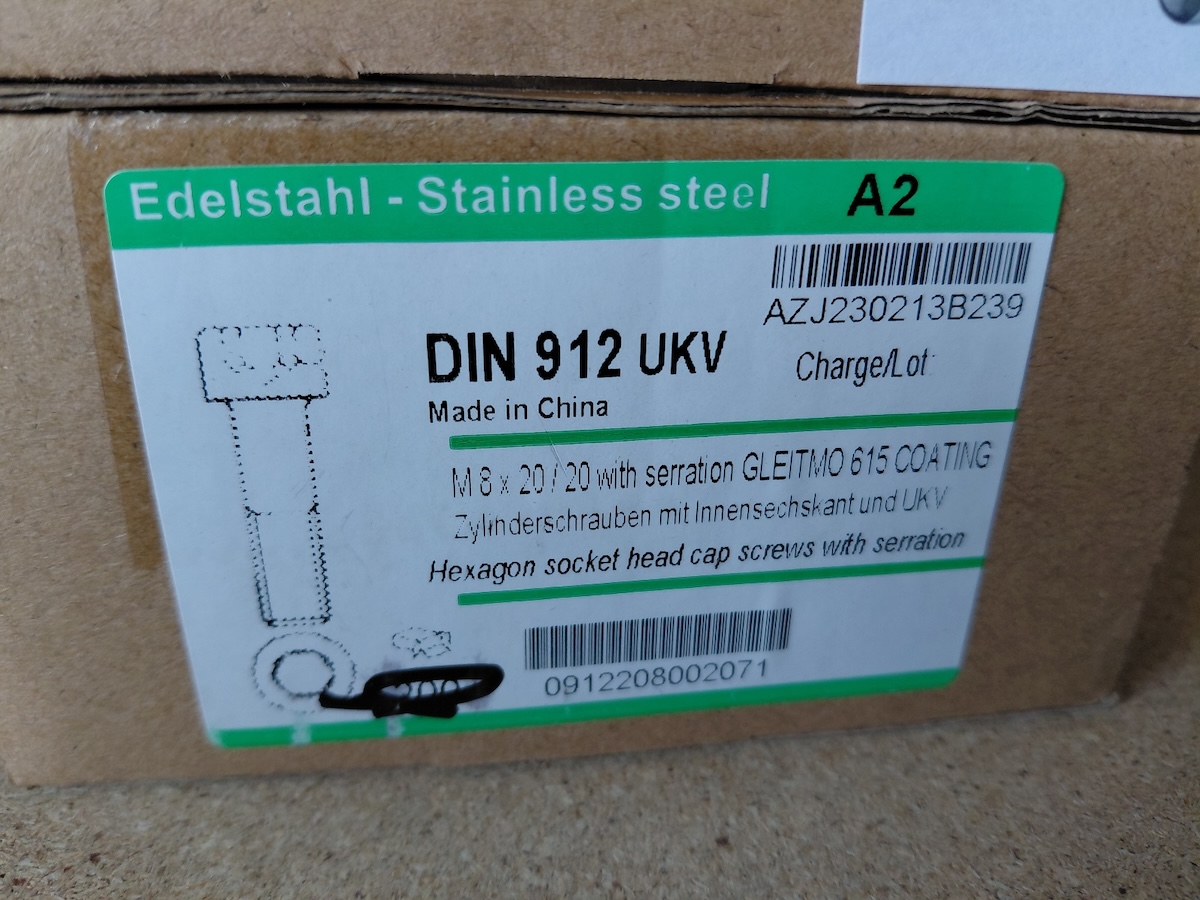 Edelstahl - Stainless steel A2
AZJ230213B239
DIN 912 UKV
Charge/Lot
Made in China
M 8 x 20 / 20 with serration GLEITMO 615 COATING
Zylinderschrauben mit Innensechskant und UKV
Hexagon socket head cap screws with serration
0912208002071